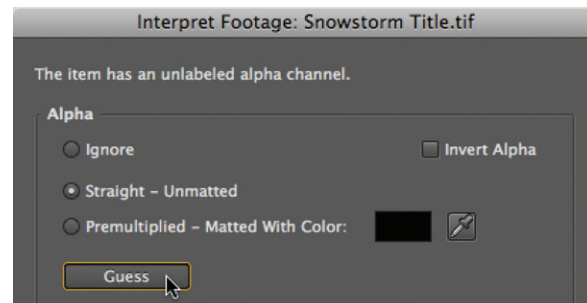 Interpret Footage: Snowstorm Title.tif
The item has an unlabeled alpha channel.
Alpha
Ignore
Invert Alpha
Straight – Unmatted
Premultiplied – Matted With Color:
Guess